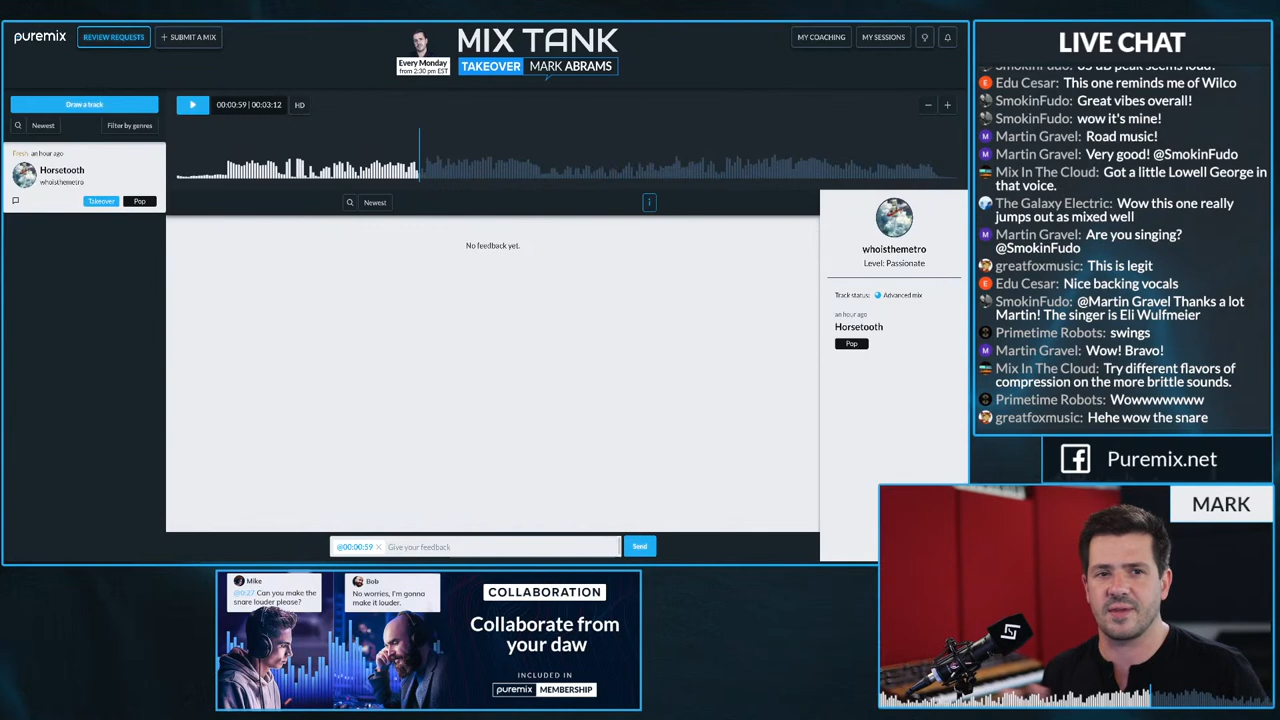 puremix
REVIEW REQUESTS
+ SUBMIT A MIX
Every Monday
from 2:30 pm EST
MIX TANK
TAKEOVER MARK ABRAMS
MY COACHING
MY SESSIONS
Draw a track
Newest
Filter by genres
Fresh an hour ago
Horsetooth
whoisthemetro
Takeover
Pop
00:00:59 | 00:03:12
HD
Newest
i
No feedback yet.
whoisthemetro
Level: Passionate
Track status: Advanced mix
an hour ago
Horsetooth
Pop
@00:00:59 ×
Give your feedback
Send
LIVE CHAT
Edu Cesar: This one reminds me of Wilco
SmokinFudo: Great vibes overall!
SmokinFudo: wow it's mine!
Martin Gravel: Road music!
Martin Gravel: Very good! @SmokinFudo
Mix In The Cloud: Got a little Lowell George in
that voice.
The Galaxy Electric: Wow this one really
jumps out as mixed well
Martin Gravel: Are you singing?
@SmokinFudo
greatfoxmusic: This is legit
Edu Cesar: Nice backing vocals
SmokinFudo: @Martin Gravel Thanks a lot
Martin! The singer is Eli Wulfmeier
Primetime Robots: swings
Martin Gravel: Wow! Bravo!
Mix In The Cloud: Try different flavors of
compression on the more brittle sounds.
Primetime Robots: Wowwwwwww
greatfoxmusic: Hehe wow the snare
Puremix.net
MARK
Mike
@0:27 Can you make the
snare louder please?
Bob
No worries, I'm gonna
make it louder.
COLLABORATION
Collaborate from
your daw
INCLUDED IN
puremix MEMBERSHIP